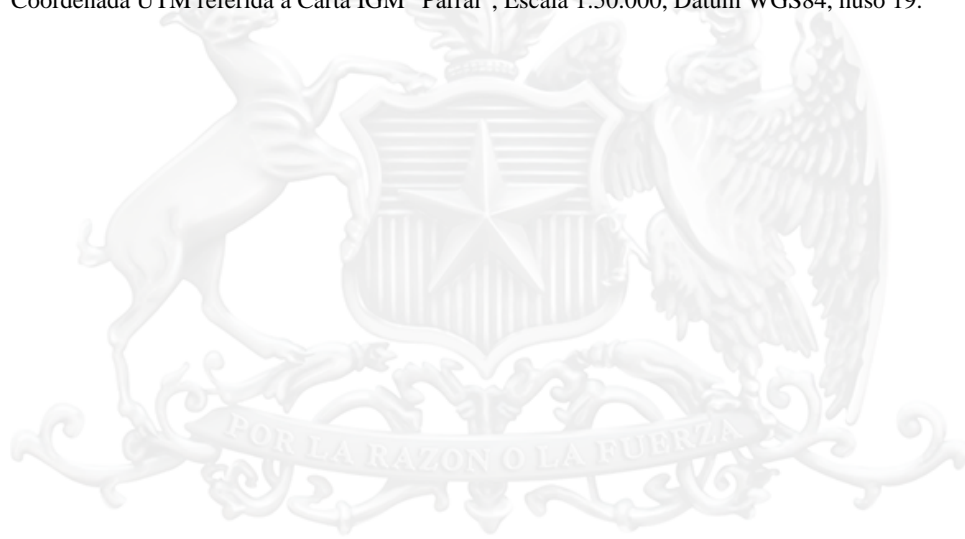 Coordenada UTM referida a Carta IGM "Parral", Escala 1:50.000, Datum WGS84, huso 19.
POR LA RAZON O LA FUERZA